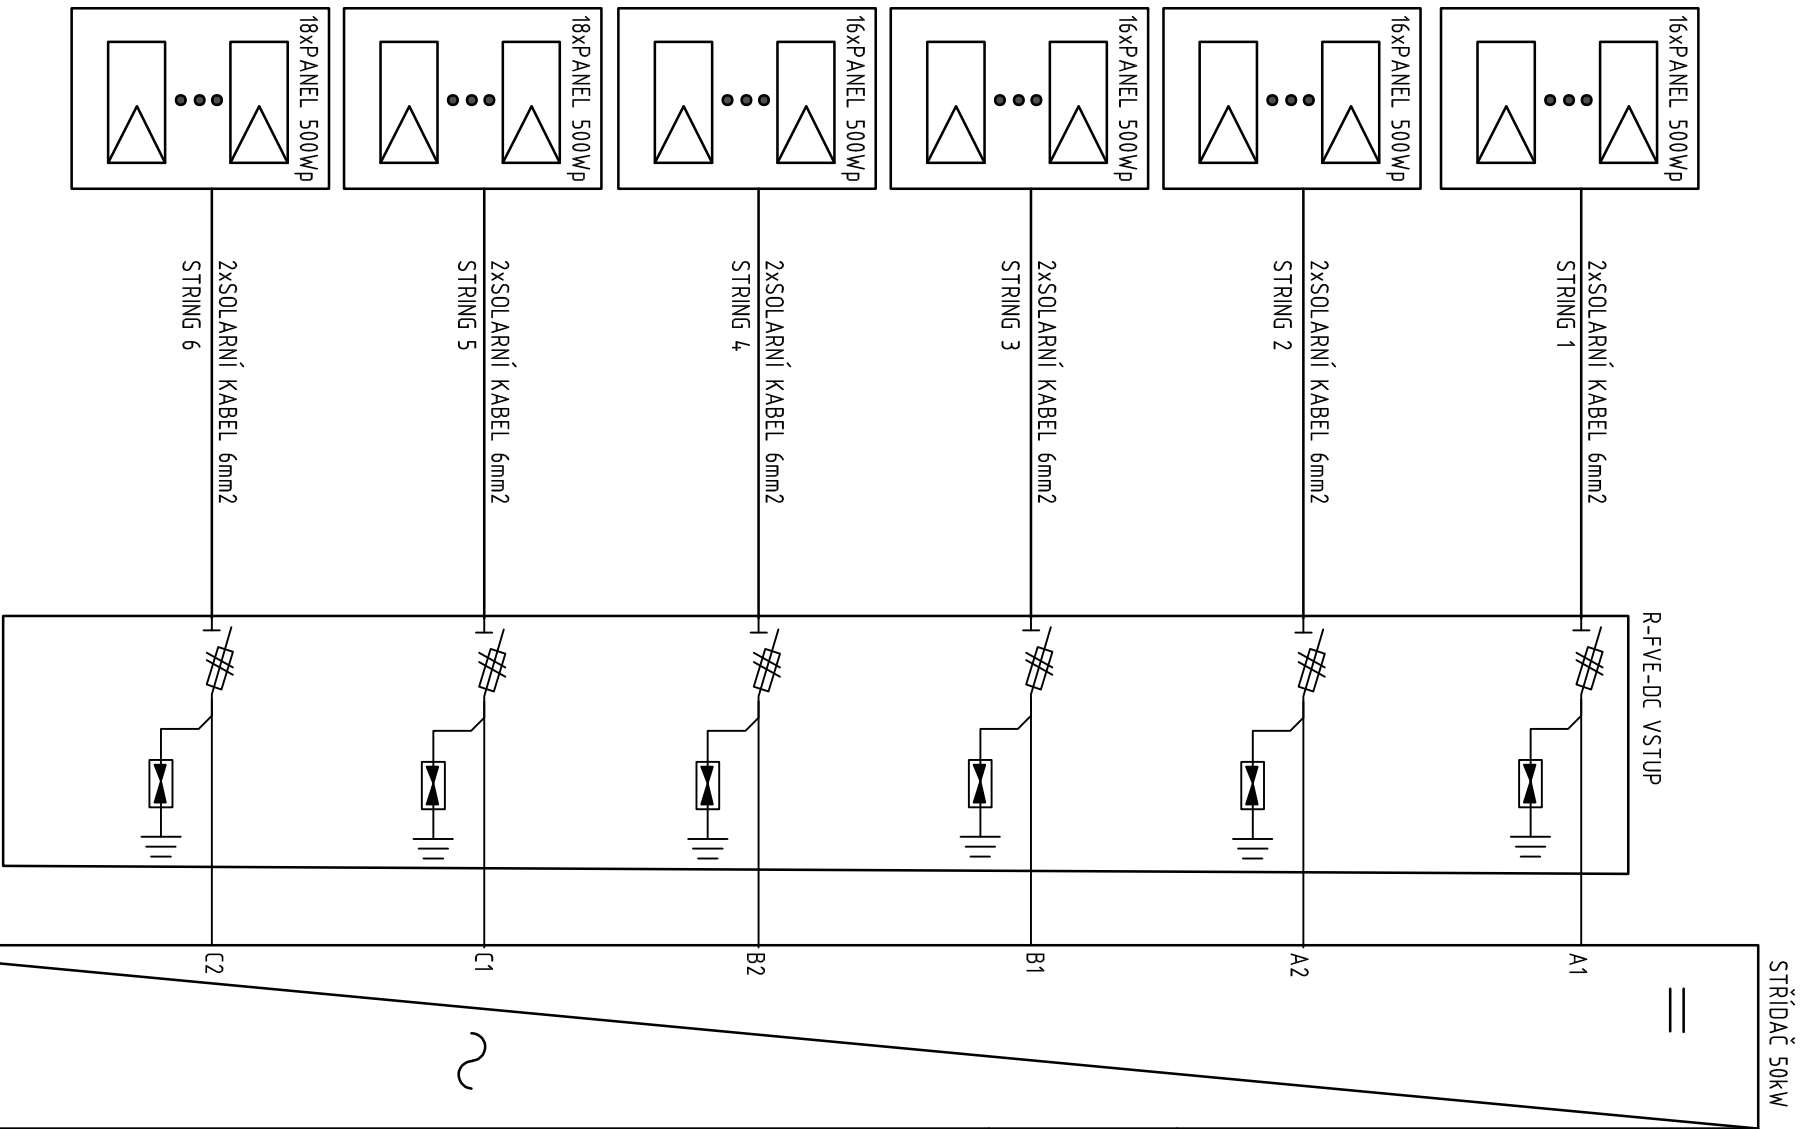 STŘÍDAČ 50kW
16xPANEL 500Wp
R-FVE-DC VSTUP
2xSOLARNÍ KABEL 6mm2
STRING 1
A1
16xPANEL 500Wp
2xSOLARNÍ KABEL 6mm2
STRING 2
A2
16xPANEL 500Wp
2xSOLARNÍ KABEL 6mm2
STRING 3
B1
16xPANEL 500Wp
2xSOLARNÍ KABEL 6mm2
STRING 4
B2
18xPANEL 500Wp
2xSOLARNÍ KABEL 6mm2
STRING 5
C1
18xPANEL 500Wp
2xSOLARNÍ KABEL 6mm2
STRING 6
C2